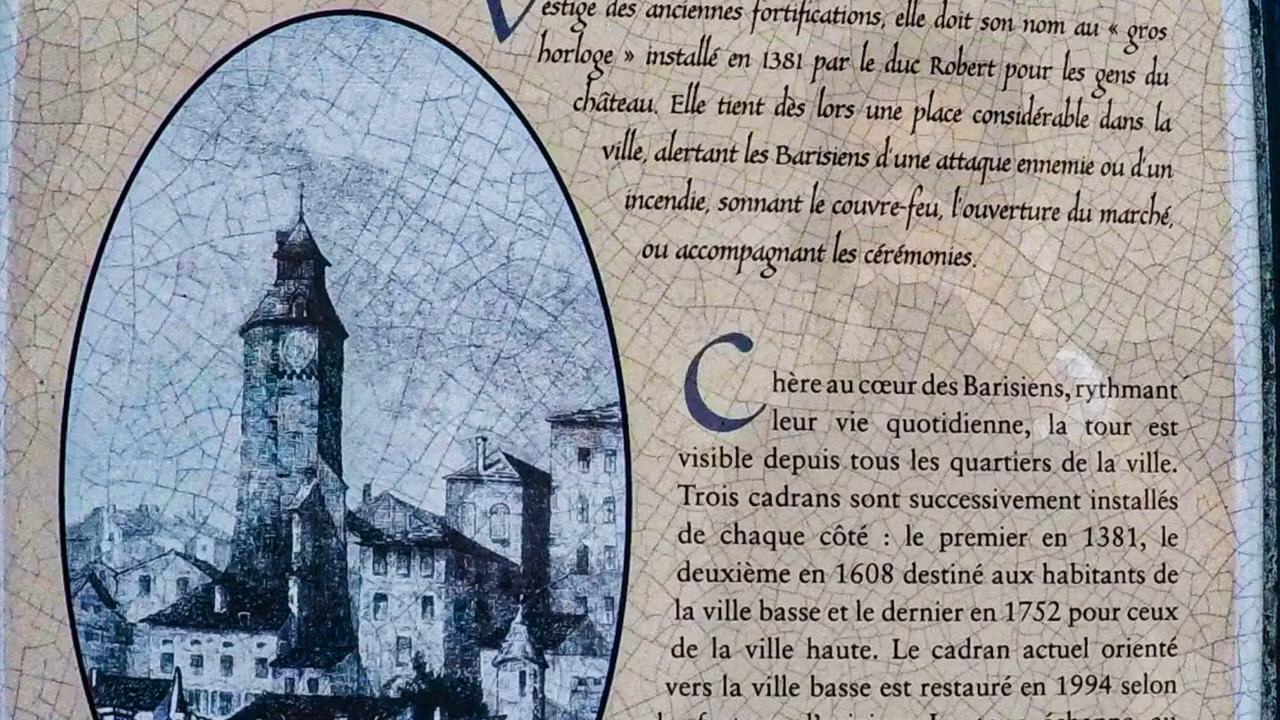 Vestige des anciennes fortifications, elle doit son nom au « gros
horloge » installé en 1381 par le duc Robert pour les gens du
château. Elle tient dès lors une place considérable dans la
ville, alertant les Barisiens d'une attaque ennemie ou d'un
incendie, sonnant le couvre-feu, l'ouverture du marché,
ou accompagnant les cérémonies.
Chère au cœur des Barisiens, rythmant
leur vie quotidienne, la tour est
visible depuis tous les quartiers de la ville.
Trois cadrans sont successivement installés
de chaque côté : le premier en 1381, le
deuxième en 1608 destiné aux habitants de
la ville basse et le dernier en 1752 pour ceux
de la ville haute. Le cadran actuel orienté
vers la ville basse est restauré en 1994 selon